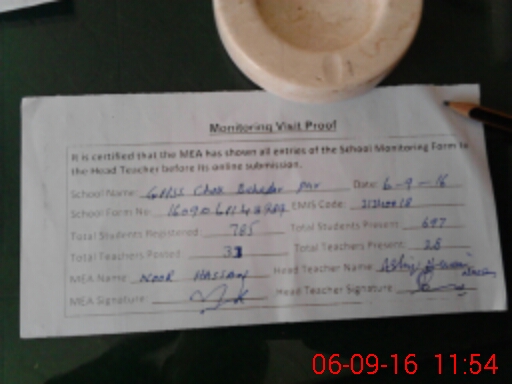 Monitoring Visit Proof
It is certified that the MEA has shown all entries of the School Monitoring Form to
the Head Teacher before its online submission.
School Name: GHSS Chak Date: 6-9-16
School Form No: EMIS Code:
Total Students Registered: 785 Total Students Present: 697
Total Teachers Posted: Total Teachers Present: 28
MEA Name: NOOR HASSAN Head Teacher Name:
MEA Signature: Head Teacher Signature:
06-09-16 11:54